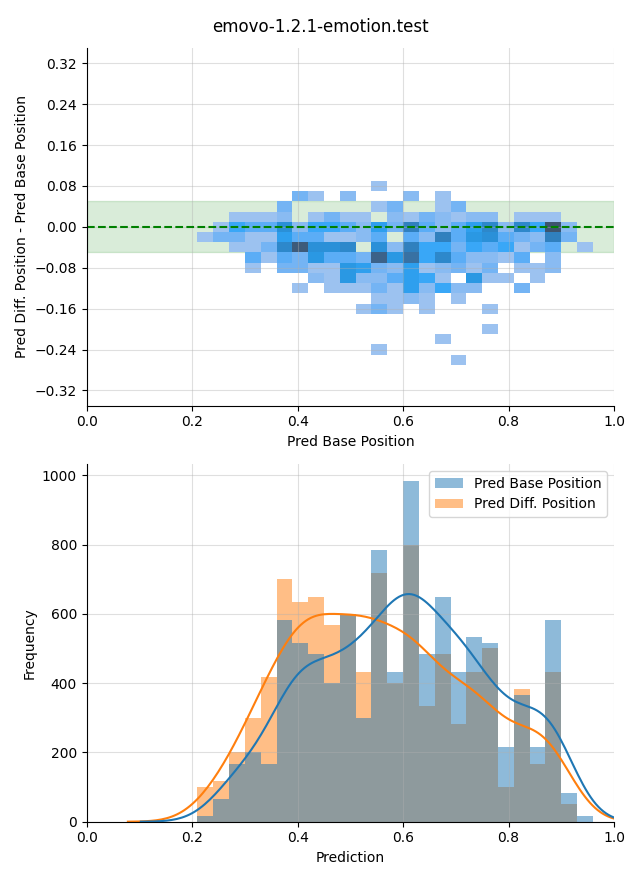 emovo-1.2.1-emotion.test
Pred Diff. Position - Pred Base Position
0.32
0.24
0.16
0.08
0.00
−0.08
−0.16
−0.24
−0.32
0.0 0.2 0.4 0.6 0.8 1.0
Pred Base Position
Frequency
1000
800
600
400
200
0
Pred Base Position
Pred Diff. Position
0.0 0.2 0.4 0.6 0.8 1.0
Prediction